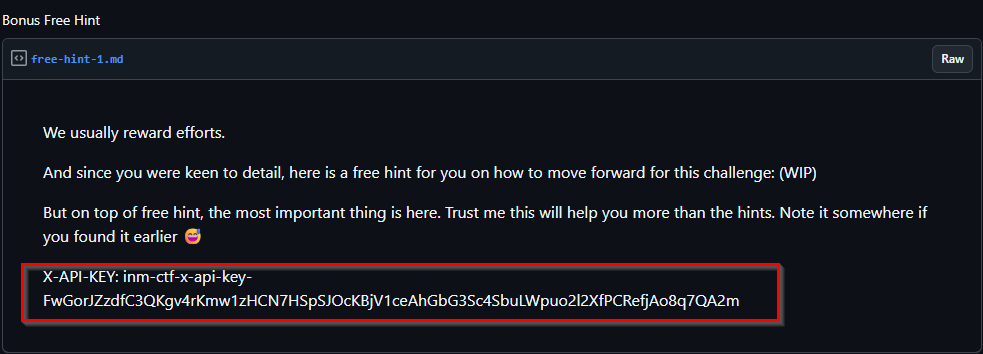 Bonus Free Hint
free-hint-1.md
Raw
We usually reward efforts.
And since you were keen to detail, here is a free hint for you on how to move forward for this challenge: (WIP)
But on top of free hint, the most important thing is here. Trust me this will help you more than the hints. Note it somewhere if
you found it earlier 😅
X-API-KEY: inm-ctf-x-api-key-
FwGorJZzdfC3QKgv4rKmw1zHCN7HSpSJOcKBjV1ceAhGbG3Sc4SbuLWpuo2l2XfPCRefjAo8q7QA2m